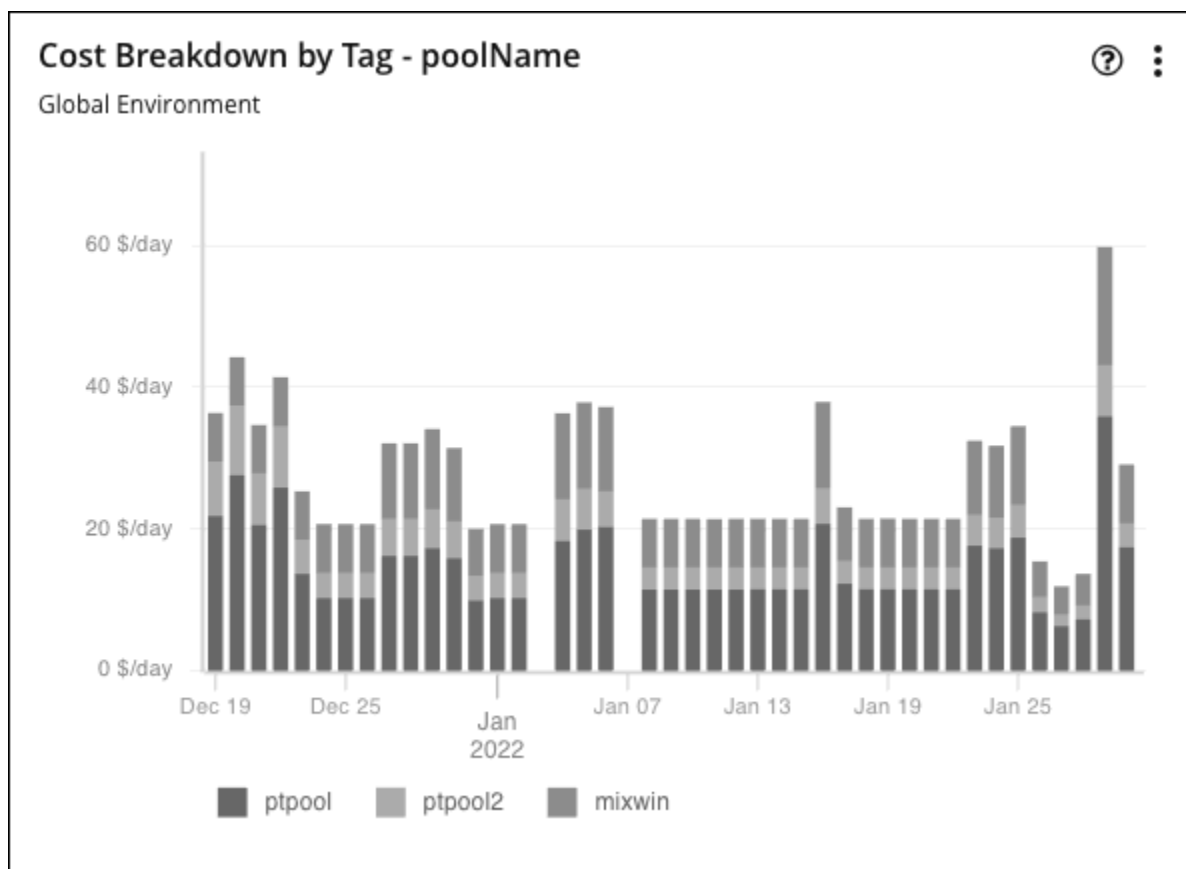 Cost Breakdown by Tag - poolName
Global Environment
60 $/day
40 $/day
20 $/day
0 $/day
Dec 19 Dec 25 Jan 2022 Jan 07 Jan 13 Jan 19 Jan 25
ptpool ptpool2 mixwin